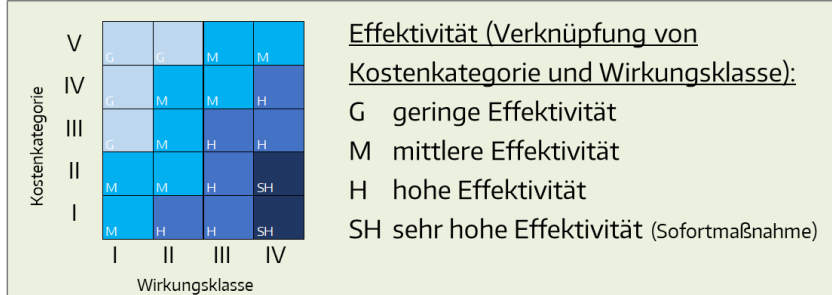 Kostenkategorie
V G G M M
IV G M M H
III G M H H
II M M H SH
I M H H SH
I II III IV
Wirkungsklasse
Effektivität (Verknüpfung von
Kostenkategorie und Wirkungsklasse):
G geringe Effektivität
M mittlere Effektivität
H hohe Effektivität
SH sehr hohe Effektivität (Sofortmaßnahme)